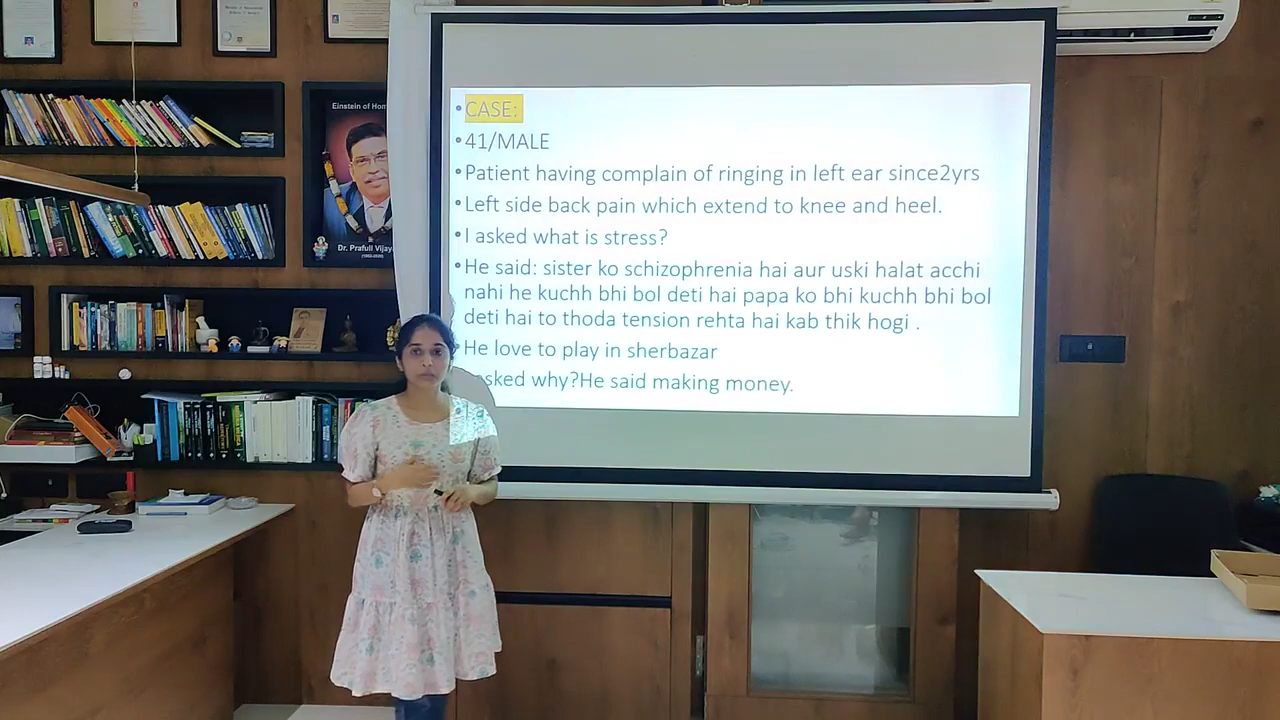 CASE:
41/MALE
Patient having complain of ringing in left ear since2yrs
Left side back pain which extend to knee and heel.
I asked what is stress?
He said: sister ko schizophrenia hai aur uski halat acchi
nahi he kuchh bhi bol deti hai papa ko bhi kuchh bhi bol
deti hai to thoda tension rehta hai kab thik hogi .
He love to play in sherbazar
asked why?He said making money.
Einstein of Hom
Dr. Prafull Vijay